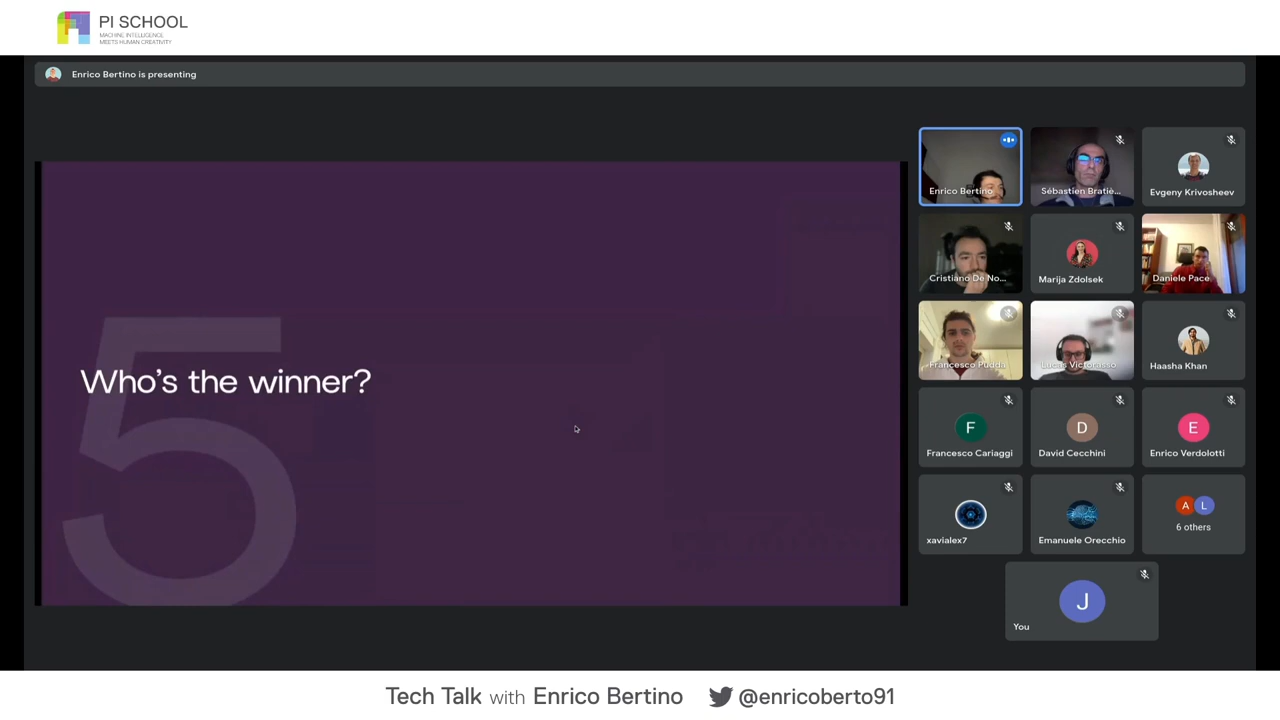 PI SCHOOL
MACHINE INTELLIGENCE
MEETS HUMAN CREATIVITY
Enrico Bertino is presenting
5
Who's the winner?
Enrico Bertino
Sébastien Bratiè...
Evgeny Krivosheev
Cristiano De No...
Marija Zdolsek
Daniele Pace
Francesco Pudda
Lucas Victorasso
Haasha Khan
F
Francesco Cariaggi
D
David Cecchini
E
Enrico Verdolotti
xavialex7
Emanuele Orecchio
A L
6 others
J
You
Tech Talk with Enrico Bertino @enricoberto91